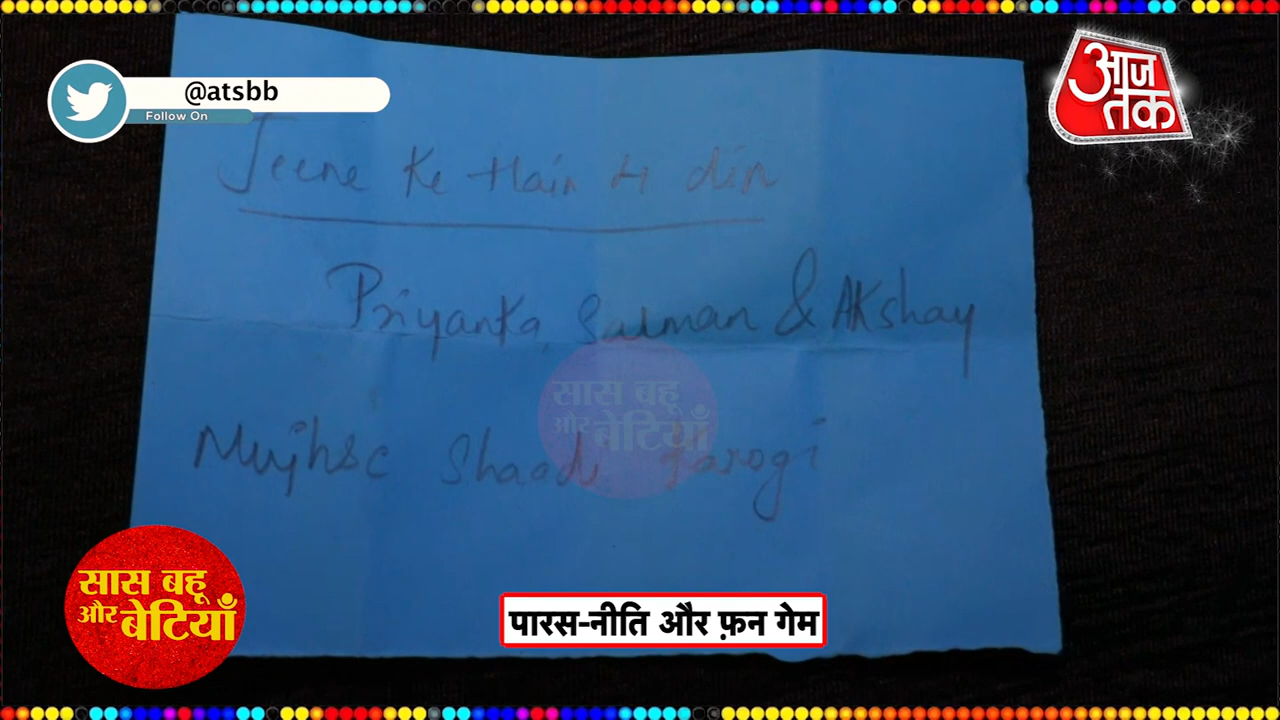 @atsbb
Follow On
आज
तक
Jeene Ke Hain 4 din
Priyanka, Salman & Akshay
Mujhse Shaadi Karogi
सास बहू
और बेटियाँ
सास बहू
और बेटियाँ
पारस-नीति और फ़न गेम